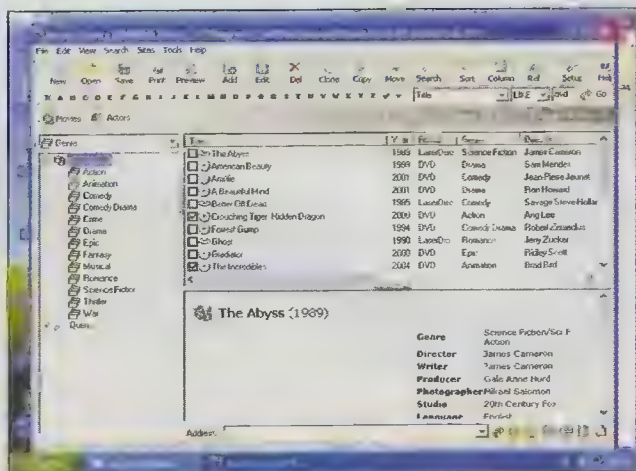 File Edit View Search Sites Tools Help
New Open Save Print Preview Add Edit Del Clone Copy Move Search Sort Column Ref Setup Help
A B C D E F G H I J K L M N O P Q R S T U V W X Y Z
Title LIKE Go
Movies Actors
Genre
Action
Animation
Comedy
Comedy Drama
Crime
Drama
Epic
Fantasy
Musical
Romance
Science Fiction
Thriller
War
The Abyss 1989 LaserDisc Science Fiction James Cameron
American Beauty 1999 DVD Drama Sam Mendes
Amélie 2001 DVD Comedy Jean-Pierre Jeunet
A Beautiful Mind 2001 DVD Drama Ron Howard
Better Off Dead 1985 LaserDisc Comedy Savage Steve Hollar
Crouching Tiger Hidden Dragon 2000 DVD Action Ang Lee
Forrest Gump 1994 DVD Comedy Drama Robert Zemeckis
Ghost 1990 LaserDisc Romance Jerry Zucker
Gladiator 2000 DVD Epic Ridley Scott
The Incredibles 2004 DVD Animation Brad Bird
The Abyss (1989)
Genre Science Fiction/Sci F
Action
Director James Cameron
Writer James Cameron
Producer Gale Anne Hurd
Photographer Mikael Salomon
Studio 20th Century Fox
Language English
Address